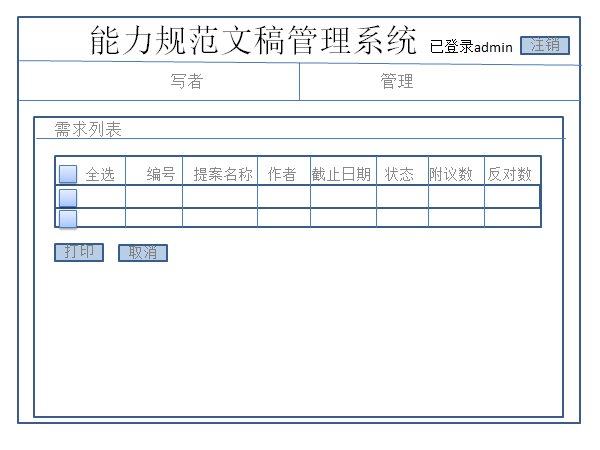 能力规范文稿管理系统 已登录admin 注销
写者 管理
需求列表
全选 编号 提案名称 作者 截止日期 状态 附议数 反对数
打印 取消